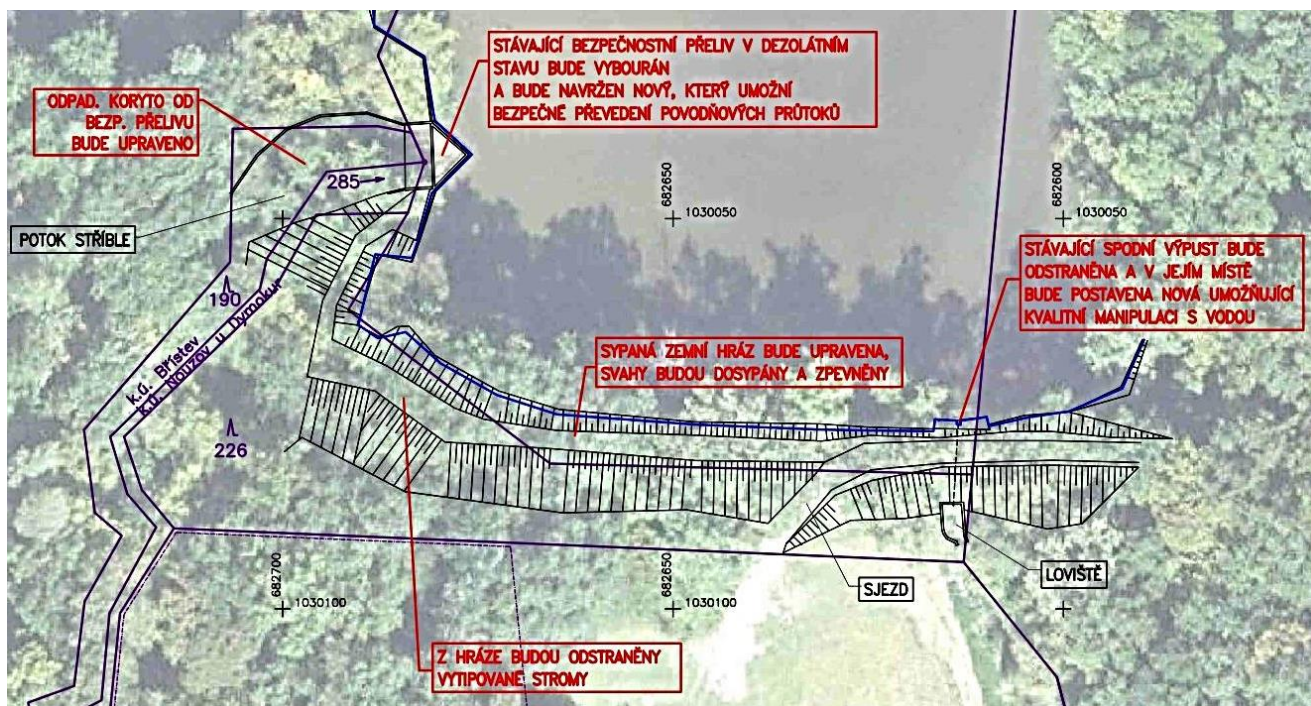 STÁVAJÍCÍ BEZPEČNOSTNÍ PŘELIV V DEZOLÁTNÍM
STAVU BUDE VYBOURÁN
A BUDE NAVRŽEN NOVÝ, KTERÝ UMOŽNÍ
BEZPEČNÉ PŘEVEDENÍ POVODŇOVÝCH PRŮTOKŮ
ODPAD. KORYTO OD
BEZP. PŘELIVU
BUDE UPRAVENO
285
682650
1030050
682600
1030050
POTOK STŘÍBLE
STÁVAJÍCÍ SPODNÍ VÝPUST BUDE
ODSTRANĚNA A V JEJÍM MÍSTĚ
BUDE POSTAVENA NOVÁ UMOŽŇUJÍCÍ
KVALITNÍ MANIPULACI S VODOU
190
k.ú. Bříštev
k.ú. Nouzov u Dymokur
SYPANÁ ZEMNÍ HRÁZ BUDE UPRAVENA,
SVAHY BUDOU DOSYPÁNY A ZPEVNĚNY
226
682700
1030100
682650
1030100
SJEZD
LOVIŠTĚ
Z HRÁZE BUDOU ODSTRANĚNY
VYTIPOVANÉ STROMY